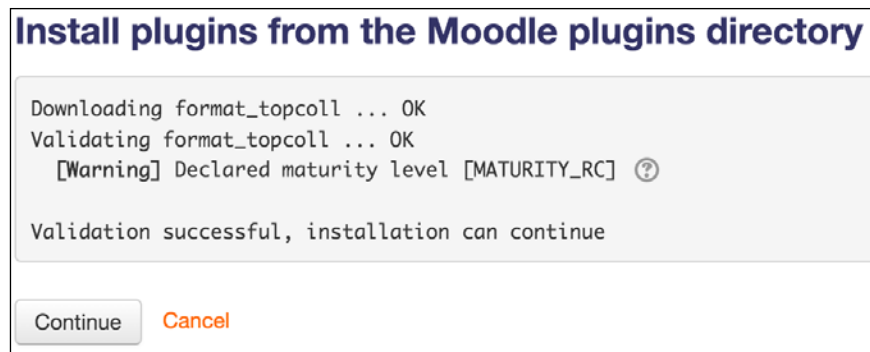 Install plugins from the Moodle plugins directory
Downloading format_topcoll ... OK
Validating format_topcoll ... OK
[Warning] Declared maturity level [MATURITY_RC] ?
Validation successful, installation can continue
Continue Cancel